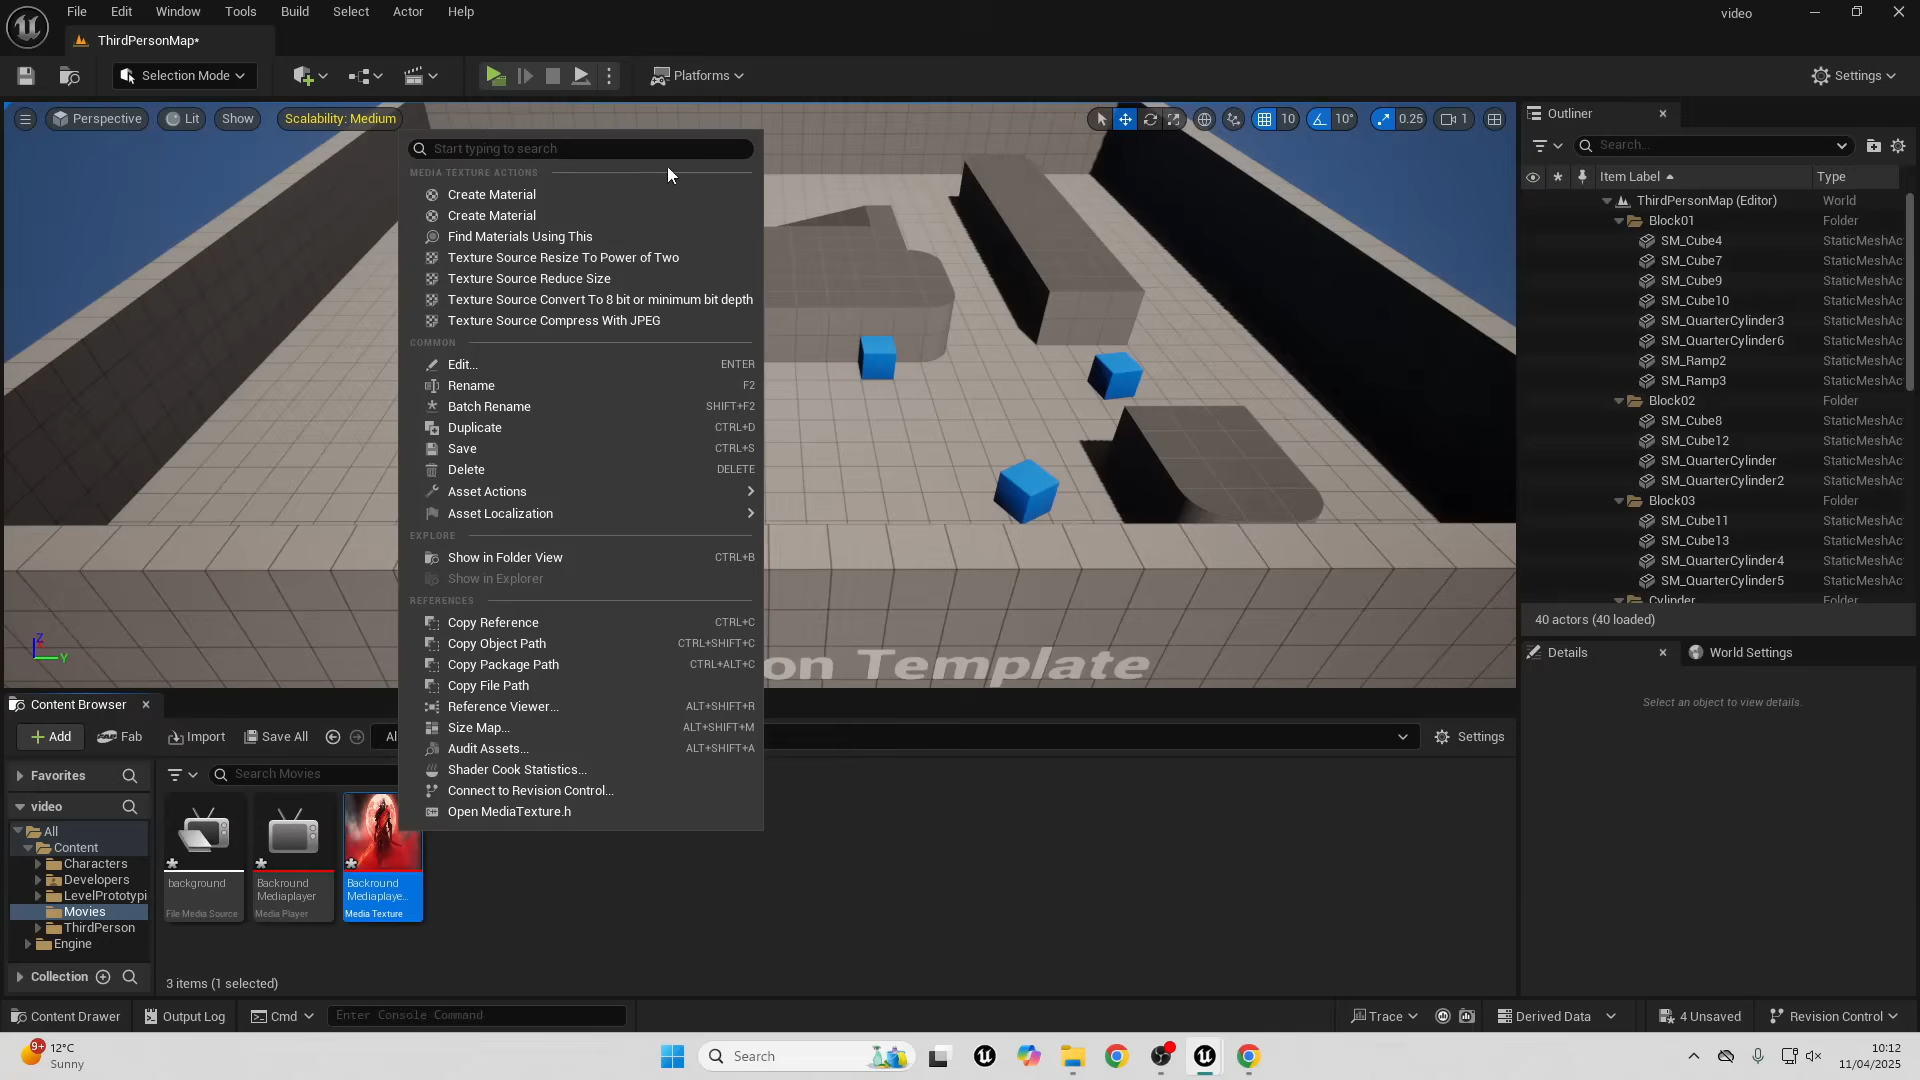 File Edit Window Tools Build Select Actor Help
video
ThirdPersonMap*
Selection Mode
Platforms
Settings
Perspective
Lit
Show
Scalability: Medium
10
10°
0.25
1
Start typing to search
MEDIA TEXTURE ACTIONS
Create Material
Create Material
Find Materials Using This
Texture Source Resize To Power of Two
Texture Source Reduce Size
Texture Source Convert To 8 bit or minimum bit depth
Texture Source Compress With JPEG
COMMON
Edit... ENTER
Rename F2
Batch Rename SHIFT+F2
Duplicate CTRL+D
Save CTRL+S
Delete DELETE
Asset Actions
Asset Localization
EXPLORE
Show in Folder View CTRL+B
Show in Explorer
REFERENCES
Copy Reference CTRL+C
Copy Object Path CTRL+SHIFT+C
Copy Package Path CTRL+ALT+C
Copy File Path
Reference Viewer... ALT+SHIFT+R
Size Map... ALT+SHIFT+M
Audit Assets... ALT+SHIFT+A
Shader Cook Statistics...
Connect to Revision Control...
Open MediaTexture.h
on Template
Z
Y
Outliner
Search...
Item Label Type
ThirdPersonMap (Editor) World
Block01 Folder
SM_Cube4 StaticMeshAc
SM_Cube7 StaticMeshAc
SM_Cube9 StaticMeshAc
SM_Cube10 StaticMeshAc
SM_QuarterCylinder3 StaticMeshAc
SM_QuarterCylinder6 StaticMeshAc
SM_Ramp2 StaticMeshAc
SM_Ramp3 StaticMeshAc
Block02 Folder
SM_Cube8 StaticMeshAc
SM_Cube12 StaticMeshAc
SM_QuarterCylinder StaticMeshAc
SM_QuarterCylinder2 StaticMeshAc
Block03 Folder
SM_Cube11 StaticMeshAc
SM_Cube13 StaticMeshAc
SM_QuarterCylinder4 StaticMeshAc
SM_QuarterCylinder5 StaticMeshAc
Cylinder Folder
40 actors (40 loaded)
Details
World Settings
Select an object to view details.
Content Browser
Add
Fab
Import
Save All
Al
Settings
Favorites
video
All
Content
Characters
Developers
LevelPrototypi
Movies
ThirdPerson
Engine
Collection
Search Movies
background
File Media Source
Backround
Mediaplayer
Media Player
Backround
Mediaplaye...
Media Texture
3 items (1 selected)
Content Drawer
Output Log
Cmd
Enter Console Command
Trace
Derived Data
4 Unsaved
Revision Control
9+
12°C
Sunny
Search
10:12
11/04/2025